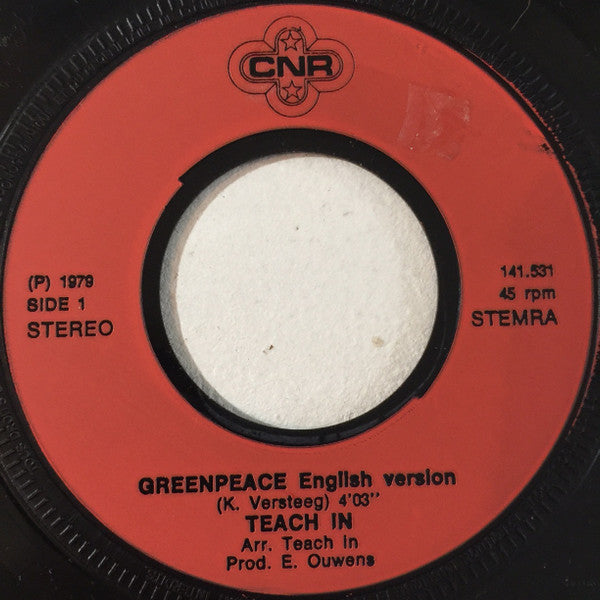 CNR
(P) 1979
SIDE 1
STEREO
141.531
45 rpm
STEMRA
GREENPEACE English version
(K. Versteeg) 4'03"
TEACH IN
Arr. Teach in
Prod. E. Ouwens